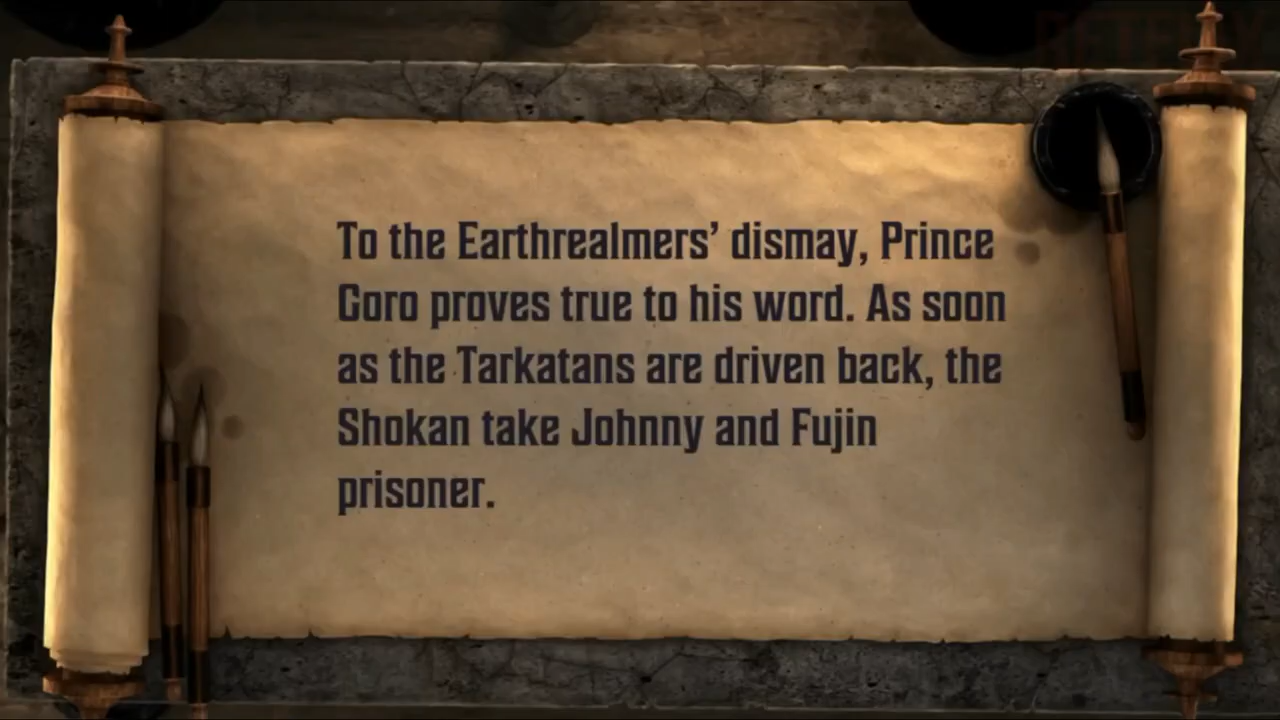 To the Earthrealmers’ dismay, Prince
Goro proves true to his word. As soon
as the Tarkatans are driven back, the
Shokan take Johnny and Fujin
prisoner.